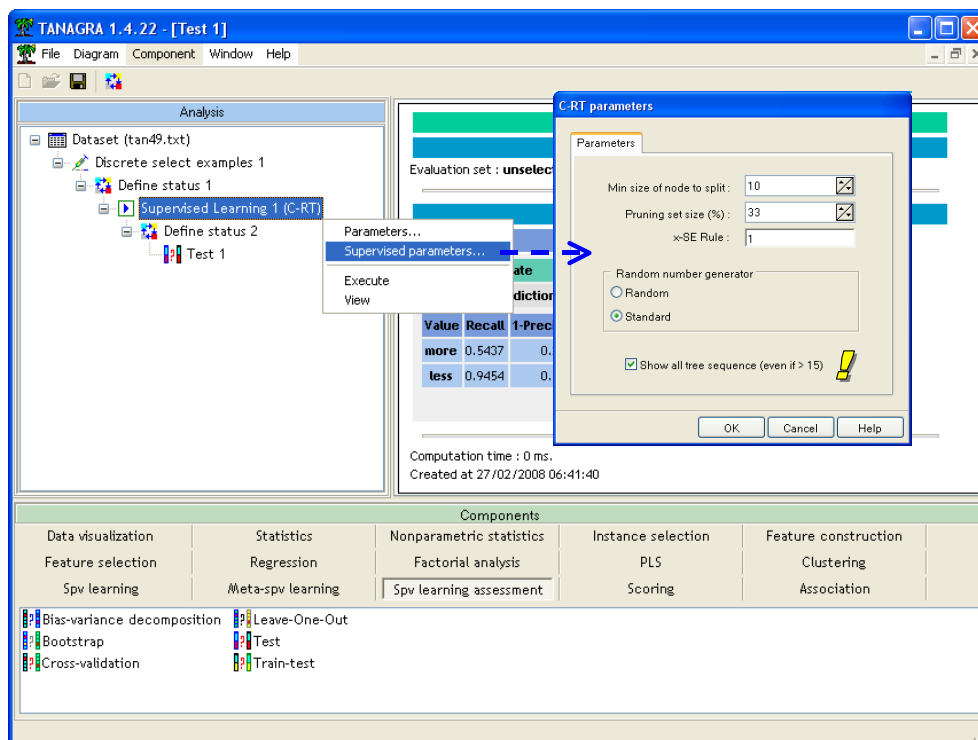 TANAGRA 1.4.22 - [Test 1]
File Diagram Component Window Help
Analysis
Dataset (tan49.txt)
Discrete select examples 1
Define status 1
Supervised Learning 1 (C-RT)
Define status 2
Test 1
Parameters...
Supervised parameters...
Execute
View
Evaluation set : unselec
ate
diction
Value Recall 1-Prec
more 0.5437 0.
less 0.9454 0.
Computation time : 0 ms.
Created at 27/02/2008 06:41:40
C-RT parameters
Parameters
Min size of node to split : 10
Pruning set size (%) : 33
x-SE Rule : 1
Random number generator
Random
Standard
Show all tree sequence (even if > 15)
OK Cancel Help
Components
Data visualization Statistics Nonparametric statistics Instance selection Feature construction
Feature selection Regression Factorial analysis PLS Clustering
Spv learning Meta-spv learning Spv learning assessment Scoring Association
Bias-variance decomposition Leave-One-Out
Bootstrap Test
Cross-validation Train-test